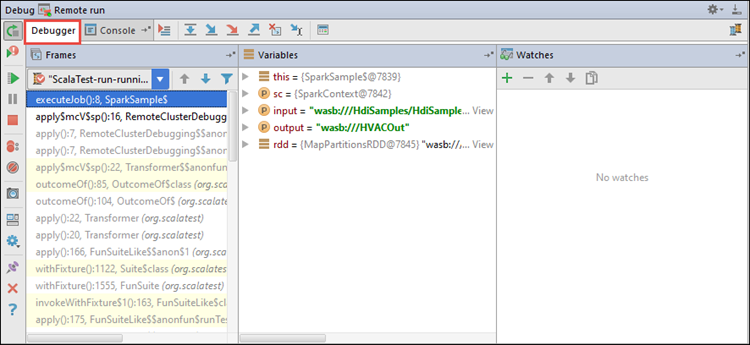 Debug Remote run
Debugger Console
Frames
"ScalaTest-run-runni...
executeJob():8, SparkSample$
apply$mcV$sp():16, RemoteClusterDebugg
apply():7, RemoteClusterDebugging$$anon
apply():7, RemoteClusterDebugging$$anon
apply$mcV$sp():22, Transformer$$anonfun
outcomeOf():85, OutcomeOf$class (org.sca
outcomeOf():104, OutcomeOf$ (org.scalate
apply():22, Transformer (org.scalatest)
apply():20, Transformer (org.scalatest)
apply():166, FunSuiteLike$$anon$1 (org.sc
withFixture():1122, Suite$class (org.scalat
withFixture():1555, FunSuite (org.scalates
invokeWithFixture$1():163, FunSuiteLike$cl
apply():175, FunSuiteLike$$anonfun$runTe
Variables
this = {SparkSample$@7839}
sc = {SparkContext@7842}
input = "wasb:///HdiSamples/HdiSample... View
output = "wasb:///HVACOut"
rdd = {MapPartitionsRDD@7845} "wasb:/... View
Watches
No watches